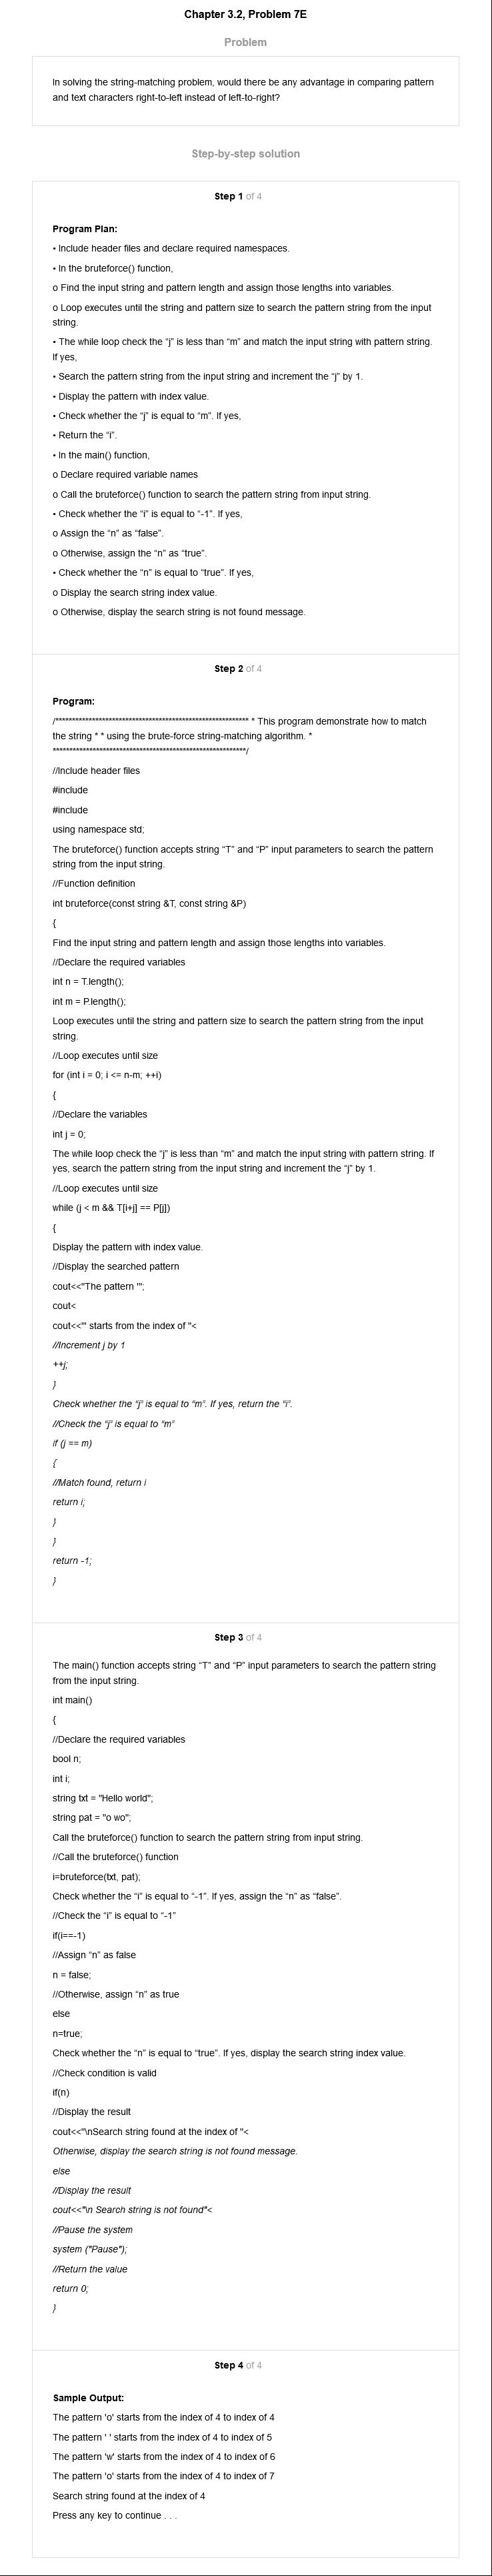 Chapter 3.2, Problem 7E
Problem
In solving the string-matching problem, would there be any advantage in comparing pattern
and text characters right-to-left instead of left-to-right?
Step-by-step solution
Step 1 of 4
Program Plan:
• Include header files and declare required namespaces.
• In the bruteforce() function,
o Find the input string and pattern length and assign those lengths into variables.
o Loop executes until the string and pattern size to search the pattern string from the input
string.
• The while loop check the “j” is less than “m” and match the input string with pattern string.
If yes,
• Search the pattern string from the input string and increment the “j” by 1.
• Display the pattern with index value.
• Check whether the “j” is equal to “m”. If yes,
• Return the “i”.
• In the main() function,
o Declare required variable names
o Call the bruteforce() function to search the pattern string from input string.
• Check whether the “i” is equal to “-1”. If yes,
o Assign the “n” as “false”.
o Otherwise, assign the “n” as “true”.
• Check whether the “n” is equal to “true”. If yes,
o Display the search string index value.
o Otherwise, display the search string is not found message.
Step 2 of 4
Program:
/********************************************************** * This program demonstrate how to match
the string * * using the brute-force string-matching algorithm. *
**********************************************************/
//Include header files
#include
#include
using namespace std;
The bruteforce() function accepts string “T” and “P” input parameters to search the pattern
string from the input string.
//Function definition
int bruteforce(const string &T, const string &P)
{
Find the input string and pattern length and assign those lengths into variables.
//Declare the required variables
int n = T.length();
int m = P.length();
Loop executes until the string and pattern size to search the pattern string from the input
string.
//Loop executes until size
for (int i = 0; i <= n-m; ++i)
{
//Declare the variables
int j = 0;
The while loop check the “j” is less than “m” and match the input string with pattern string. If
yes, search the pattern string from the input string and increment the “j” by 1.
//Loop executes until size
while (j < m && T[i+j] == P[j])
{
Display the pattern with index value.
//Display the searched pattern
cout<<"The pattern '";
cout<
cout<<"' starts from the index of "<
//Increment j by 1
++j;
}
Check whether the “j” is equal to “m”. If yes, return the “i”.
//Check the “j” is equal to “m”
if (j == m)
{
//Match found, return i
return i;
}
}
return -1;
}
Step 3 of 4
The main() function accepts string “T” and “P” input parameters to search the pattern string
from the input string.
int main()
{
//Declare the required variables
bool n;
int i;
string txt = "Hello world";
string pat = "o wo";
Call the bruteforce() function to search the pattern string from input string.
//Call the bruteforce() function
i=bruteforce(txt, pat);
Check whether the “i” is equal to “-1”. If yes, assign the “n” as “false”.
//Check the “i” is equal to “-1”
if(i==-1)
//Assign “n” as false
n = false;
//Otherwise, assign “n” as true
else
n=true;
Check whether the “n” is equal to “true”. If yes, display the search string index value.
//Check condition is valid
if(n)
//Display the result
cout<<"\nSearch string found at the index of "<
Otherwise, display the search string is not found message.
else
//Display the result
cout<<"\n Search string is not found"<
//Pause the system
system ("Pause");
//Return the value
return 0;
}
Step 4 of 4
Sample Output:
The pattern 'o' starts from the index of 4 to index of 4
The pattern ' ' starts from the index of 4 to index of 5
The pattern 'w' starts from the index of 4 to index of 6
The pattern 'o' starts from the index of 4 to index of 7
Search string found at the index of 4
Press any key to continue . . .